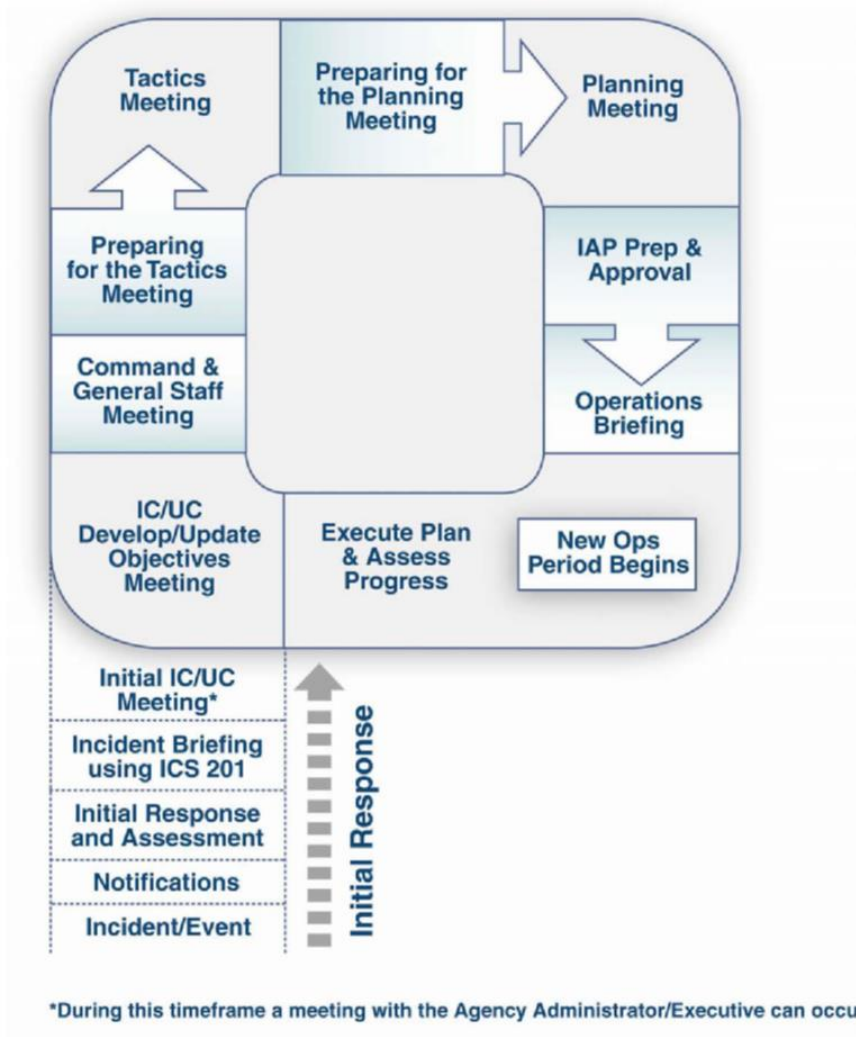 Tactics
Meeting
Preparing for
the Planning
Meeting
Planning
Meeting
Preparing
for the Tactics
Meeting
IAP Prep &
Approval
Command &
General Staff
Meeting
Operations
Briefing
IC/UC
Develop/Update
Objectives
Meeting
Execute Plan
& Assess
Progress
New Ops
Period Begins
Initial IC/UC
Meeting*
Incident Briefing
using ICS 201
Initial Response
and Assessment
Notifications
Incident/Event
Initial Response
*During this timeframe a meeting with the Agency Administrator/Executive can occu